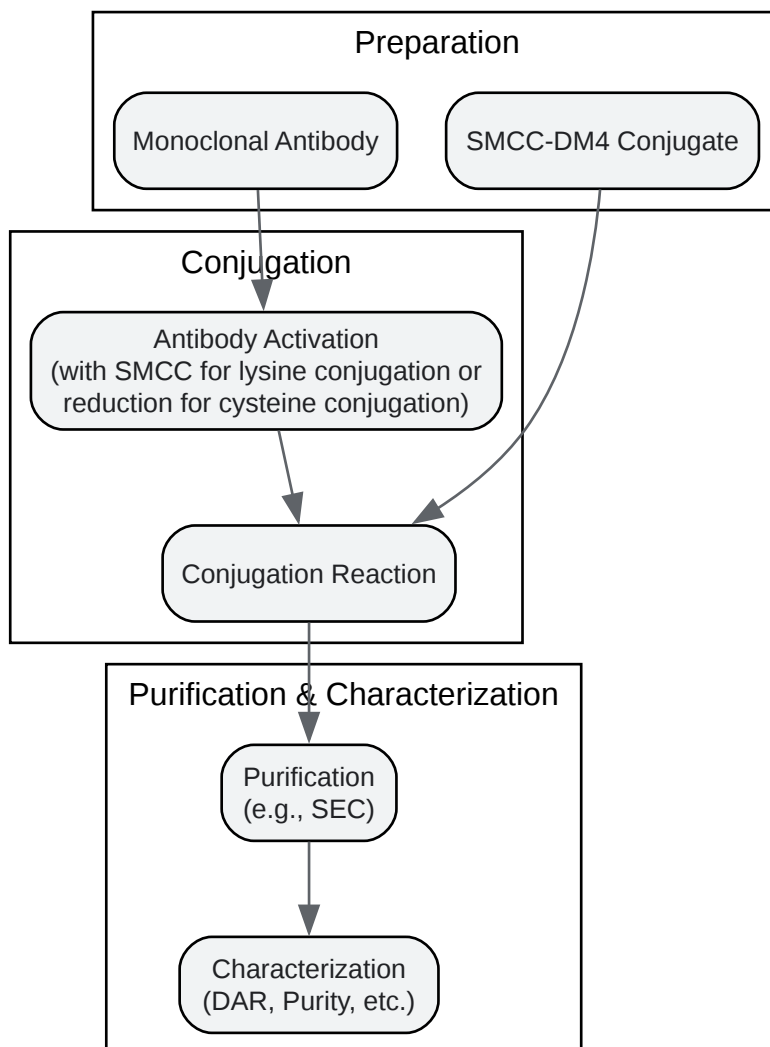 Preparation
Monoclonal Antibody
SMCC-DM4 Conjugate
Conjugation
Antibody Activation
(with SMCC for lysine conjugation or
reduction for cysteine conjugation)
Conjugation Reaction
Purification & Characterization
Purification
(e.g., SEC)
Characterization
(DAR, Purity, etc.)